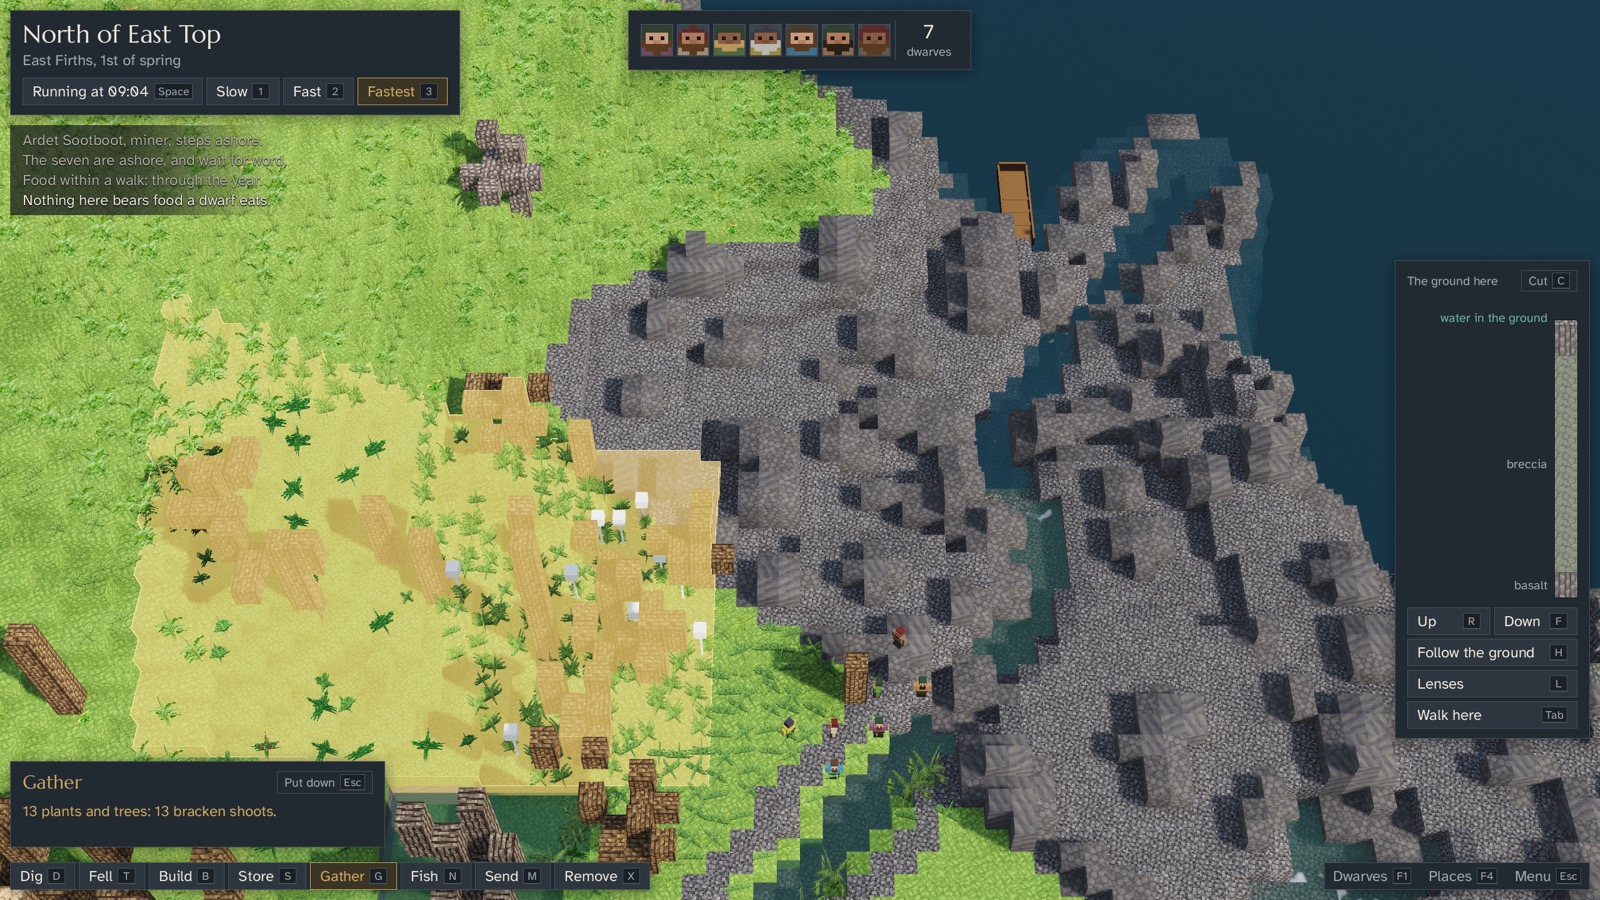 North of East Top
East Firths, 1st of spring
Running at 09:04 Space
Slow 1
Fast 2
Fastest 3
Ardet Sootboot, miner, steps ashore.
The seven are ashore, and wait for word.
Food within a walk: through the year.
Nothing here bears food a dwarf eats.
7
dwarves
The ground here
Cut C
water in the ground
breccia
basalt
Up R
Down F
Follow the ground H
Lenses L
Walk here Tab
Gather
Put down Esc
13 plants and trees: 13 bracken shoots.
Dig D
Fell T
Build B
Store S
Gather G
Fish N
Send M
Remove X
Dwarves F1
Places F4
Menu Esc